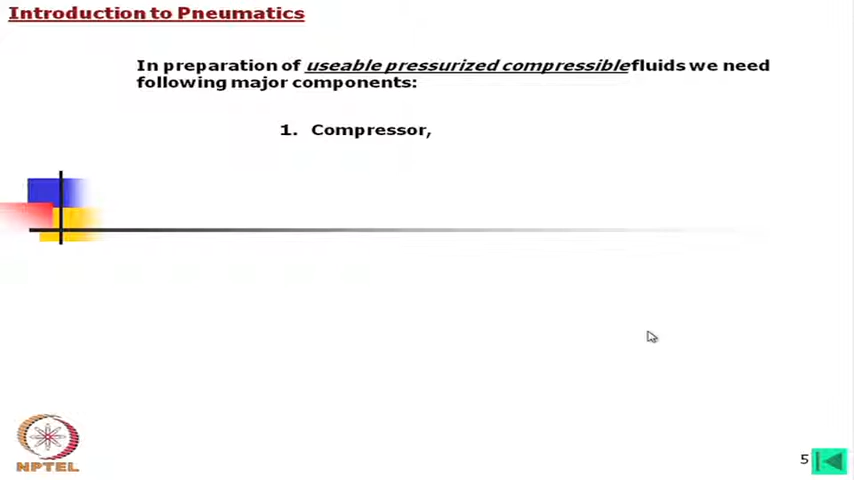 Introduction to Pneumatics
In preparation of useable pressurized compressible fluids we need
following major components:
1. Compressor,
NPTEL
5